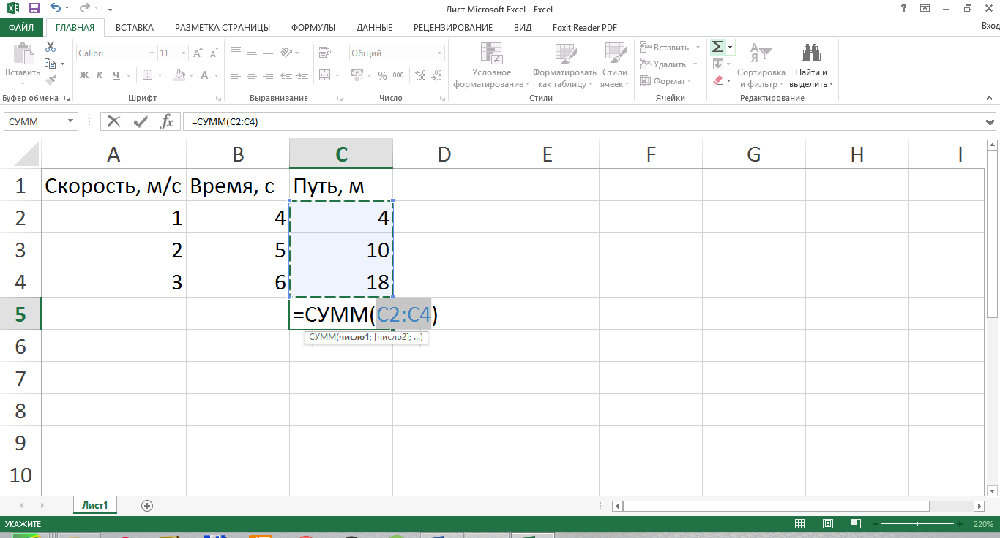 Лист Microsoft Excel - Excel
?
ФАЙЛ ГЛАВНАЯ ВСТАВКА РАЗМЕТКА СТРАНИЦЫ ФОРМУЛЫ ДАННЫЕ РЕЦЕНЗИРОВАНИЕ ВИД Foxit Reader PDF Вход
Вставить
Буфер обмена
Calibri 11
Ж К Ч А
Шрифт
Выравнивание
Общий
% 000
Число
Условное форматирование
Форматировать как таблицу
Стили ячеек
Стили
Вставить
Удалить
Формат
Ячейки
Σ
Сортировка и фильтр
Найти и выделить
Редактирование
СУММ fx =СУММ(C2:C4)
A B C D E F G H I
1 Скорость, м/с Время, с Путь, м
2 1 4 4
3 2 5 10
4 3 6 18
5 =СУММ(C2:C4)
СУММ(число1; [число2]; ...)
6
7
8
9
10
Лист1
УКАЖИТЕ 220%